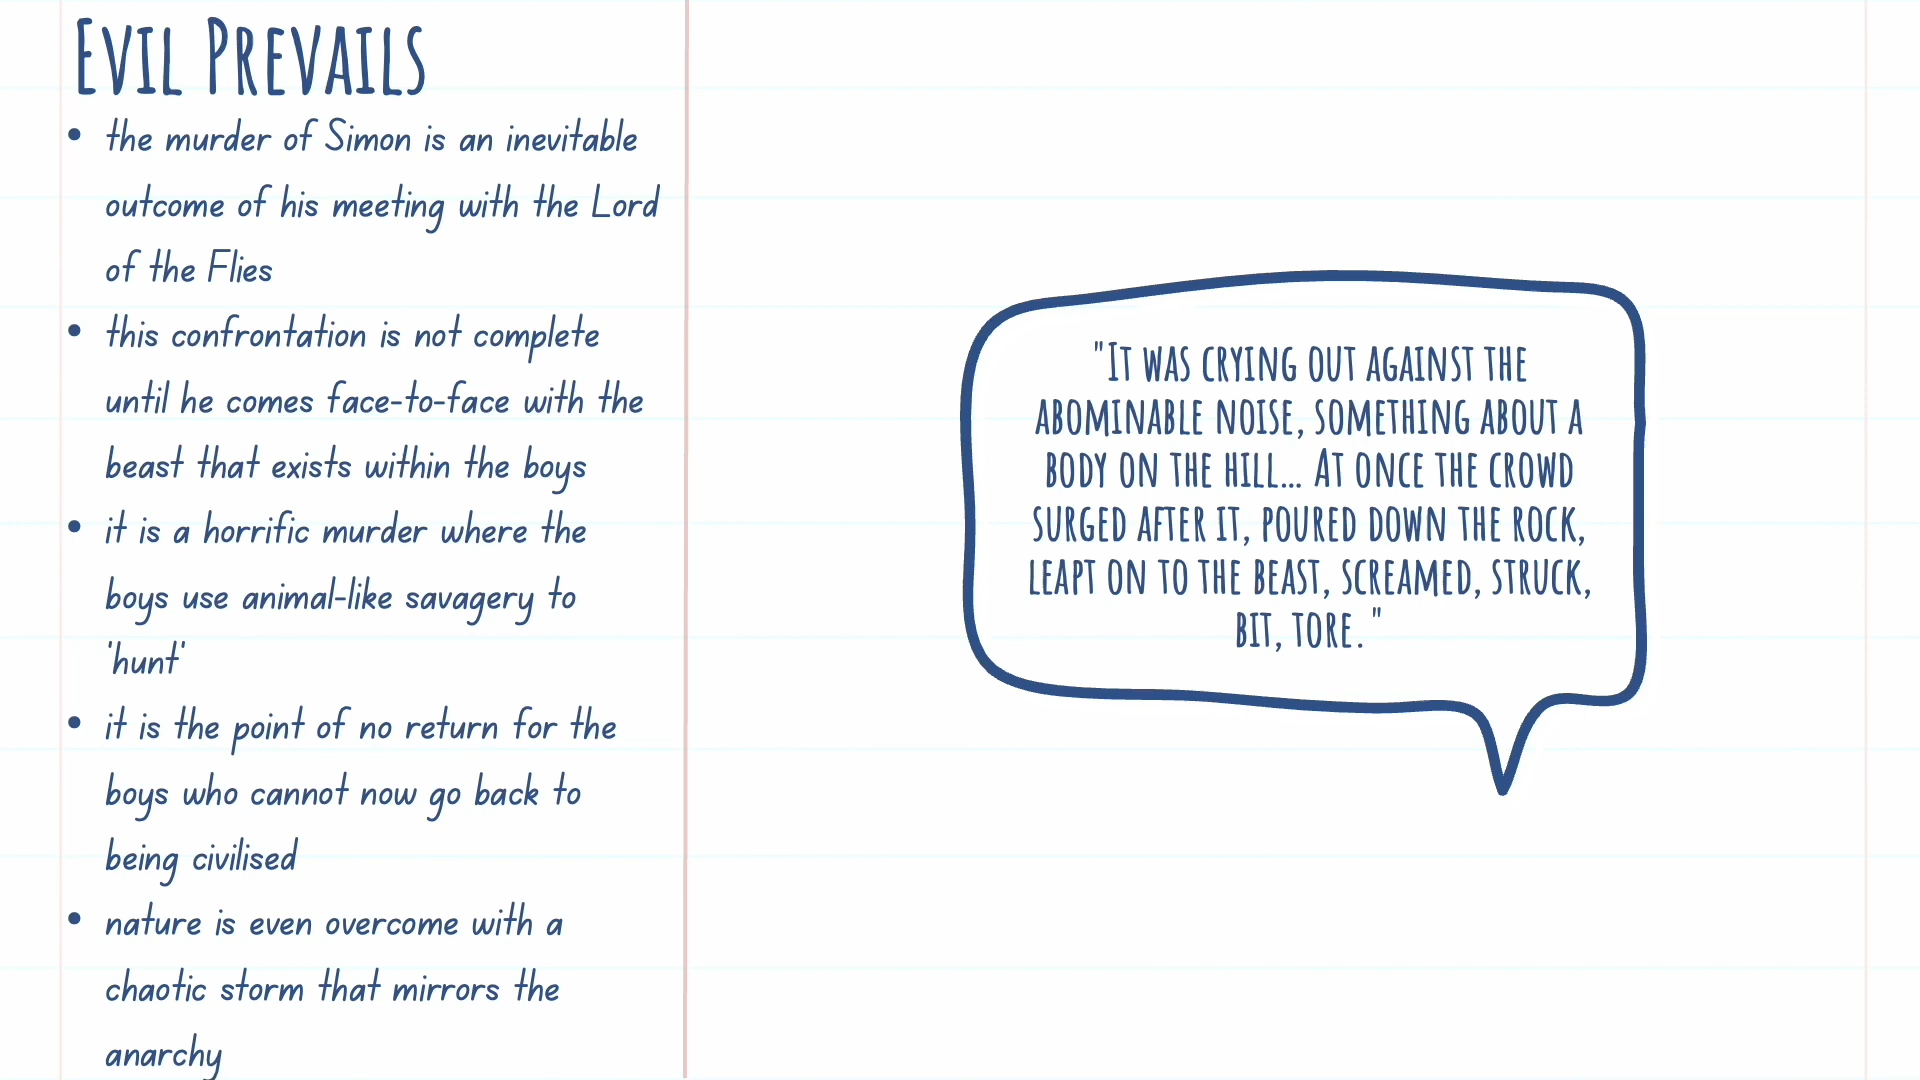 Evil Prevails
• the murder of Simon is an inevitable
outcome of his meeting with the Lord
of the Flies
• this confrontation is not complete
until he comes face-to-face with the
beast that exists within the boys
• it is a horrific murder where the
boys use animal-like savagery to
'hunt'
• it is the point of no return for the
boys who cannot now go back to
being civilised
• nature is even overcome with a
chaotic storm that mirrors the
anarchy
"It was crying out against the
abominable noise, something about a
body on the hill... At once the crowd
surged after it, poured down the rock,
leapt on to the beast, screamed, struck,
bit, tore. "